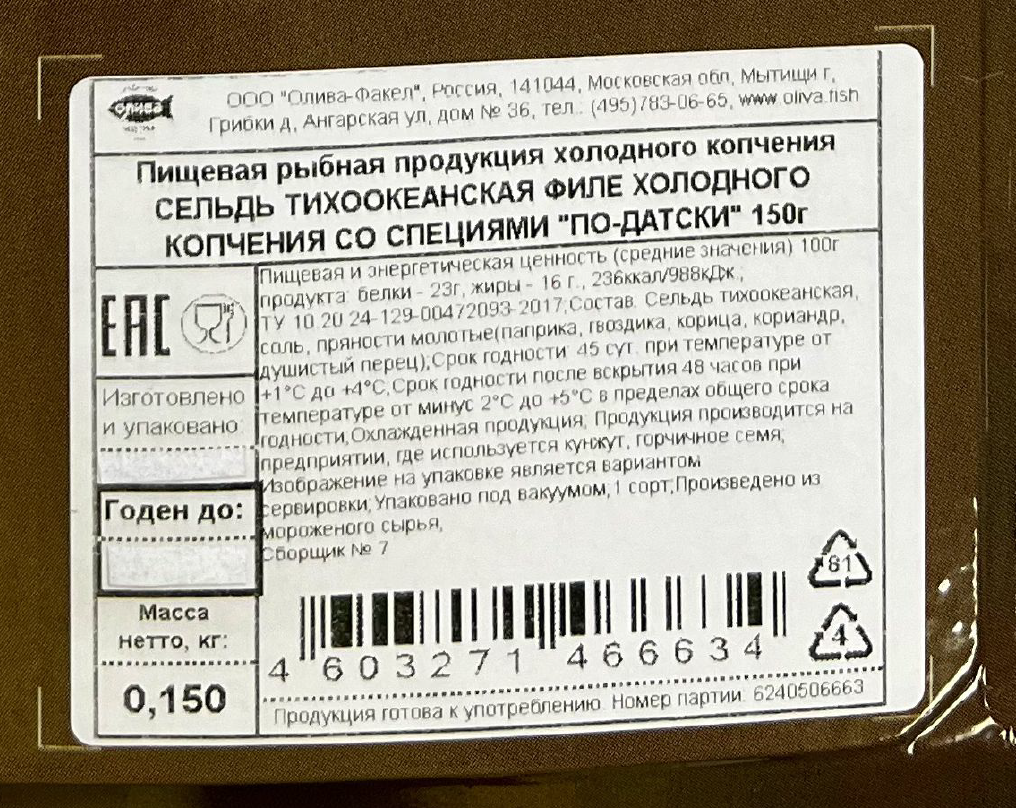 ОЛИВА
ООО "Олива-Факел", Россия, 141044, Московская обл, Мытищи г,
Грибки д, Ангарская ул, дом № 36, тел.: (495)783-06-65, www.oliva.fish
Пищевая рыбная продукция холодного копчения
СЕЛЬДЬ ТИХООКЕАНСКАЯ ФИЛЕ ХОЛОДНОГО
КОПЧЕНИЯ СО СПЕЦИЯМИ "ПО-ДАТСКИ" 150г
Пищевая и энергетическая ценность (средние значения) 100г
продукта: белки - 23г, жиры - 16 г., 236ккал/988кДж.;
ТУ 10.20.24-129-00472093-2017;Состав: Сельдь тихоокеанская,
соль, пряности молотые(паприка, гвоздика, корица, кориандр,
душистый перец);Срок годности: 45 сут. при температуре от
+1°С до +4°С;Срок годности после вскрытия 48 часов при
температуре от минус 2°С до +5°С в пределах общего срока
годности;Охлажденная продукция; Продукция производится на
предприятии, где используется кунжут, горчичное семя;
Изображение на упаковке является вариантом
сервировки;Упаковано под вакуумом;1 сорт;Произведено из
мороженого сырья;
Сборщик № 7
ЕАС
Изготовлено
и упаковано:
Годен до:
Масса
нетто, кг:
0,150
81
4
4 603271 466634
Продукция готова к употреблению. Номер партии: 6240506663